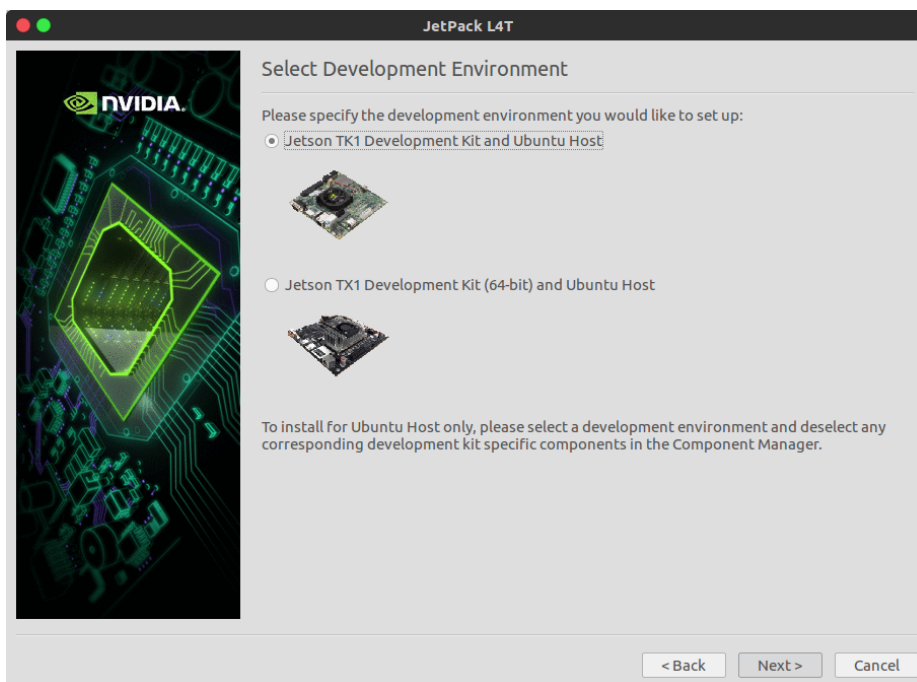 JetPack L4T
NVIDIA.
Select Development Environment
Please specify the development environment you would like to set up:
Jetson TK1 Development Kit and Ubuntu Host
Jetson TX1 Development Kit (64-bit) and Ubuntu Host
To install for Ubuntu Host only, please select a development environment and deselect any
corresponding development kit specific components in the Component Manager.
< Back
Next >
Cancel